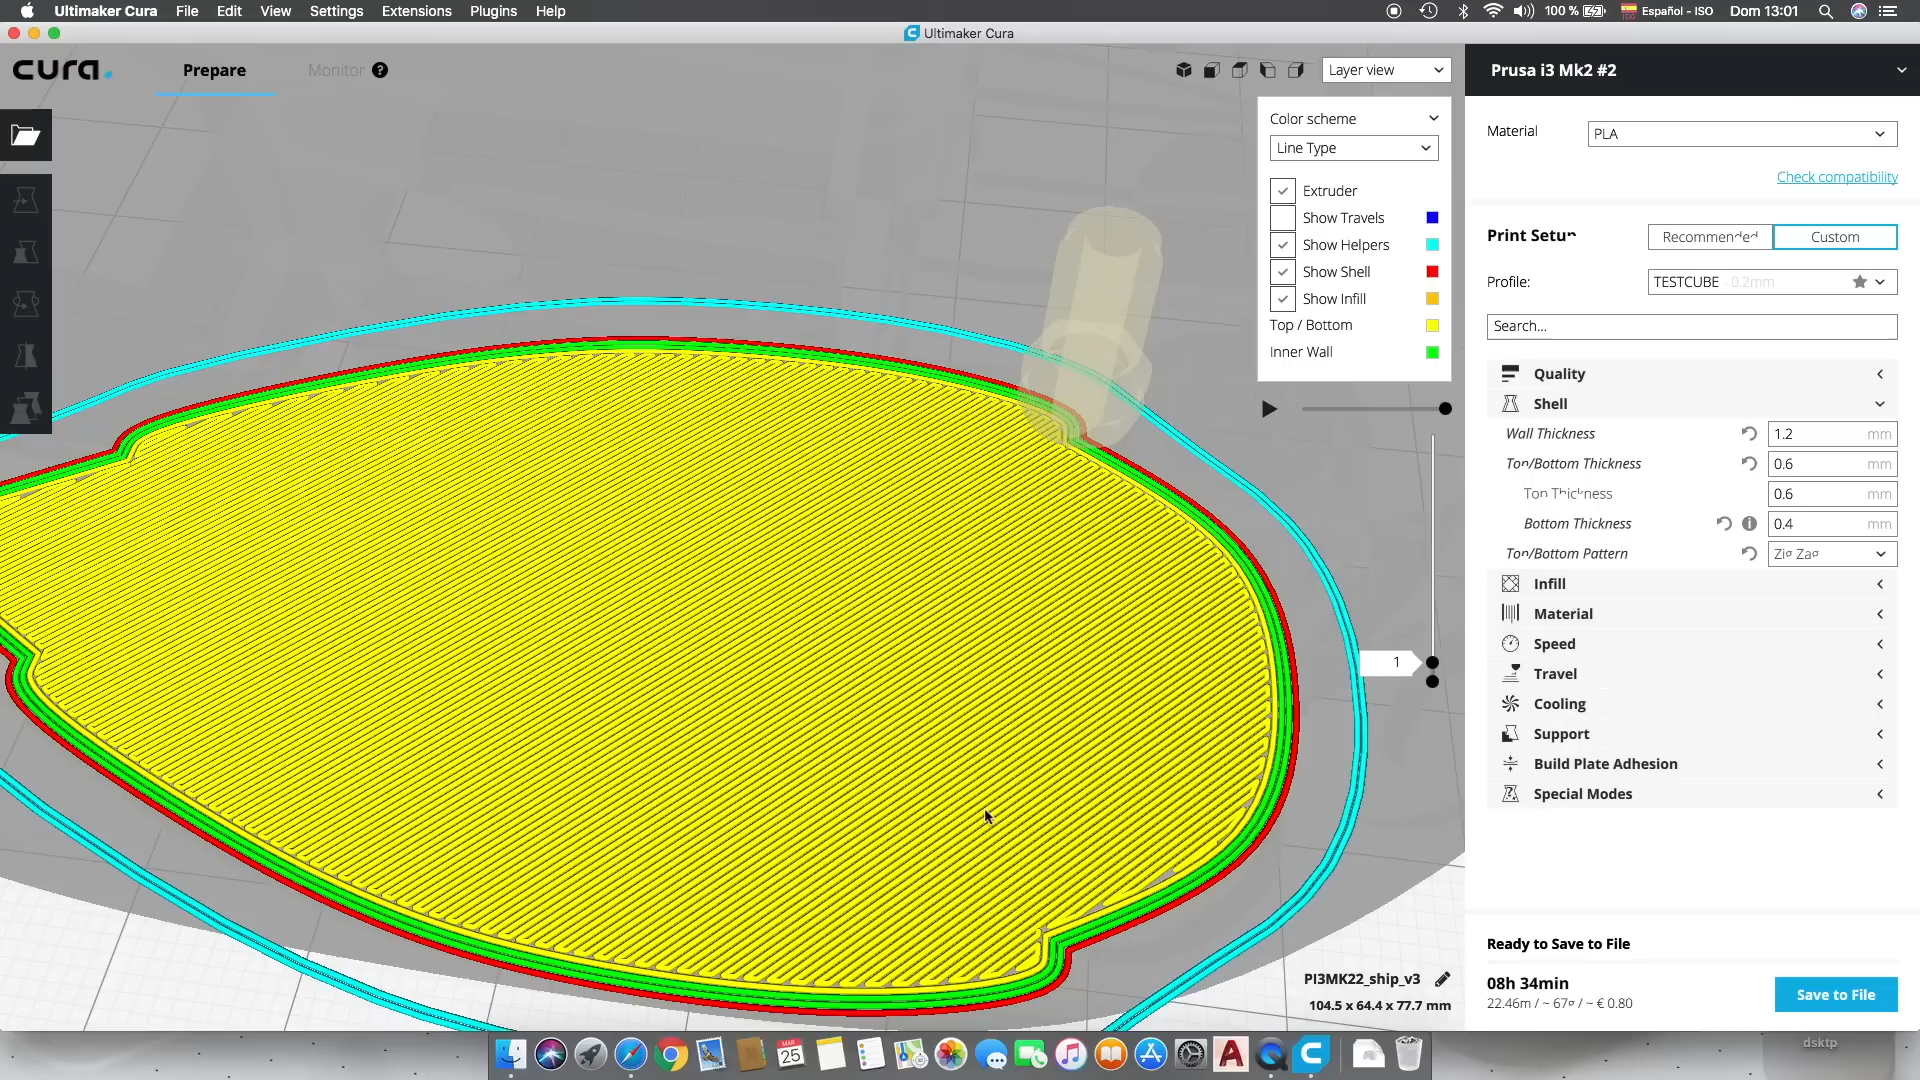 Ultimaker Cura File Edit View Settings Extensions Plugins Help 100 % Español - ISO Dom 13:01
Ultimaker Cura
cura.
Prepare
Monitor ?
Layer view
Color scheme
Line Type
Extruder
Show Travels
Show Helpers
Show Shell
Show Infill
Top / Bottom
Inner Wall
1
PI3MK22_ship_v3
104.5 x 64.4 x 77.7 mm
Prusa i3 Mk2 #2
Material PLA
Check compatibility
Print Setup Recommended Custom
Profile: TESTCUBE - 0.2mm
Search...
Quality
Shell
Wall Thickness 1.2 mm
Top/Bottom Thickness 0.6 mm
Top Thickness 0.6 mm
Bottom Thickness 0.4 mm
Top/Bottom Pattern Zig Zag
Infill
Material
Speed
Travel
Cooling
Support
Build Plate Adhesion
Special Modes
Ready to Save to File
08h 34min
22.46m / ~ 67g / ~ € 0.80
Save to File
MAR
25
dsktp